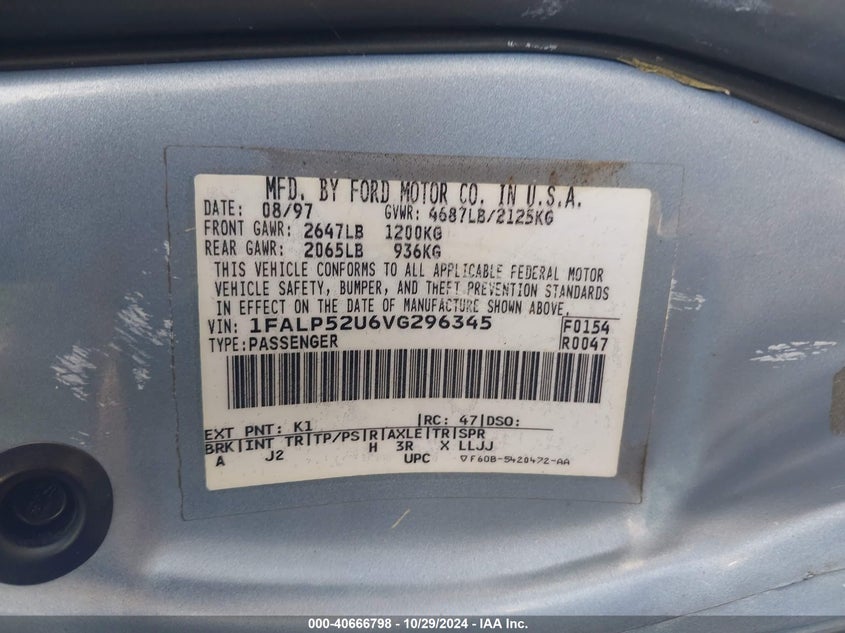 MFD. BY FORD MOTOR CO. IN U.S.A.
DATE: 08/97 GVWR: 4687LB/2125KG
FRONT GAWR: 2647LB 1200KG
REAR GAWR: 2065LB 936KG
THIS VEHICLE CONFORMS TO ALL APPLICABLE FEDERAL MOTOR
VEHICLE SAFETY, BUMPER, AND THEFT PREVENTION STANDARDS
IN EFFECT ON THE DATE OF MANUFACTURE SHOWN ABOVE.
VIN: 1FALP52U6VG296345 F0154
TYPE: PASSENGER R0047
EXT PNT: K1 RC: 47 DSO:
BRK INT TR TP/PS R AXLE TR SPR
A J2 H 3R X LLJJ
UPC F60B-5420472-AA
000-40666798 - 10/29/2024 - IAA Inc.